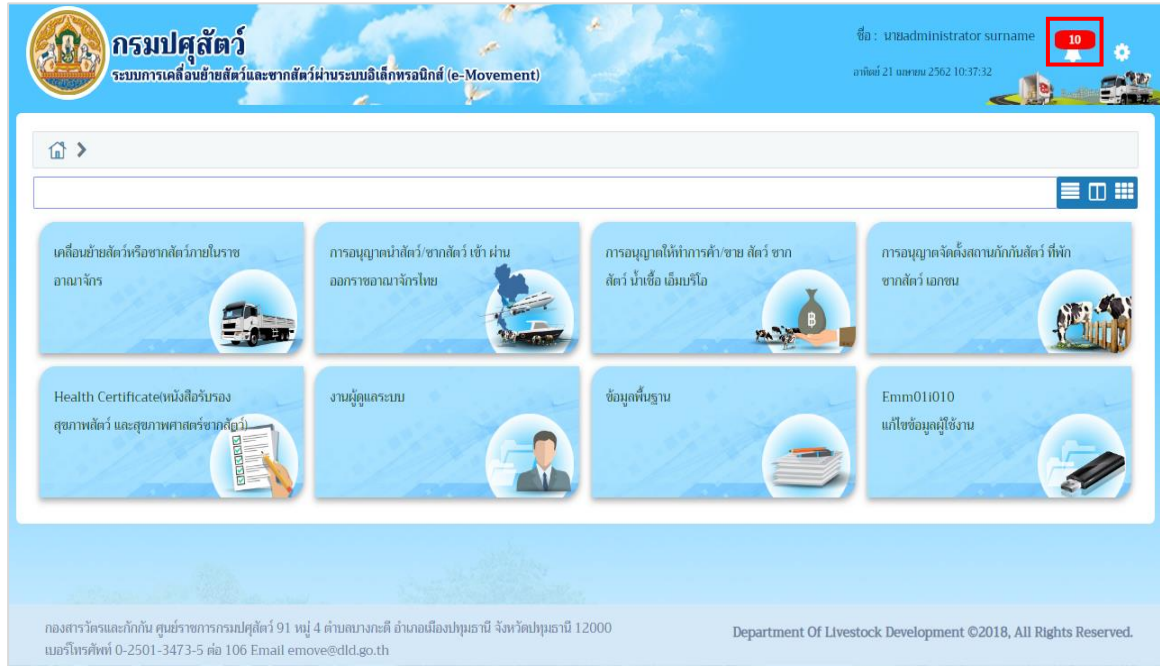 กรมปศุสัตว์
ระบบการเคลื่อนย้ายสัตว์และซากสัตว์ผ่านระบบอิเล็กทรอนิกส์ (e-Movement)
ชื่อ : นายadministrator surname
10
อาทิตย์ 21 เมษายน 2562 10:37:32
เคลื่อนย้ายสัตว์หรือซากสัตว์ภายในราช
อาณาจักร
การอนุญาตนำสัตว์/ซากสัตว์ เข้า ผ่าน
ออกราชอาณาจักรไทย
การอนุญาตให้ทำการค้า/ขาย สัตว์ ซาก
สัตว์ น้ำเชื้อ เอ็มบริโอ
การอนุญาตจัดตั้งสถานกักกันสัตว์ ที่พัก
ซากสัตว์ เอกชน
Health Certificate(หนังสือรับรอง
สุขภาพสัตว์ และสุขภาพศาสตร์ซากสัตว์)
งานผู้ดูแลระบบ
ข้อมูลพื้นฐาน
Emm01i010
แก้ไขข้อมูลผู้ใช้งาน
กองสารวัตรและกักกัน ศูนย์ราชการกรมปศุสัตว์ 91 หมู่ 4 ตำบลบางกะดี อำเภอเมืองปทุมธานี จังหวัดปทุมธานี 12000
เบอร์โทรศัพท์ 0-2501-3473-5 ต่อ 106 Email emove@dld.go.th
Department Of Livestock Development ©2018, All Rights Reserved.